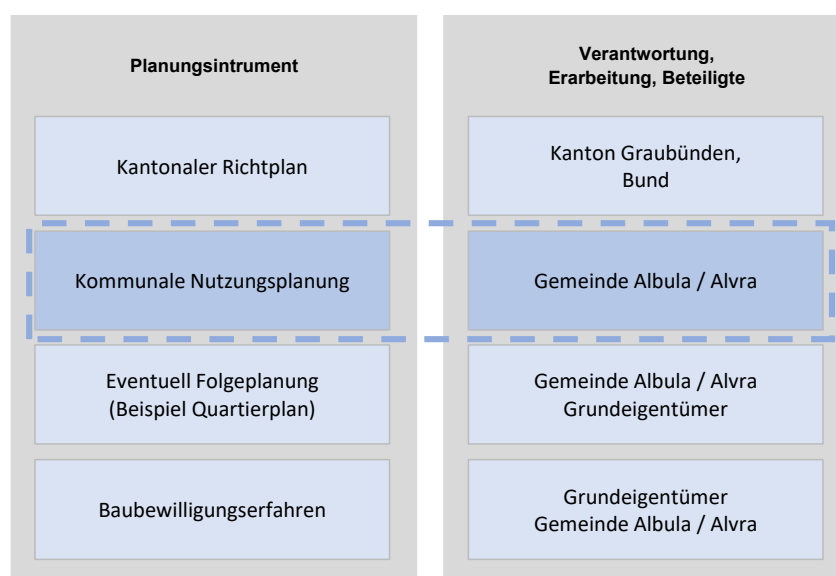 Planungsintrument
Verantwortung,
Erarbeitung, Beteiligte
Kantonaler Richtplan
Kanton Graubünden,
Bund
Kommunale Nutzungsplanung
Gemeinde Albula / Alvra
Eventuell Folgeplanung
(Beispiel Quartierplan)
Gemeinde Albula / Alvra
Grundeigentümer
Baubewilligungserfahren
Grundeigentümer
Gemeinde Albula / Alvra